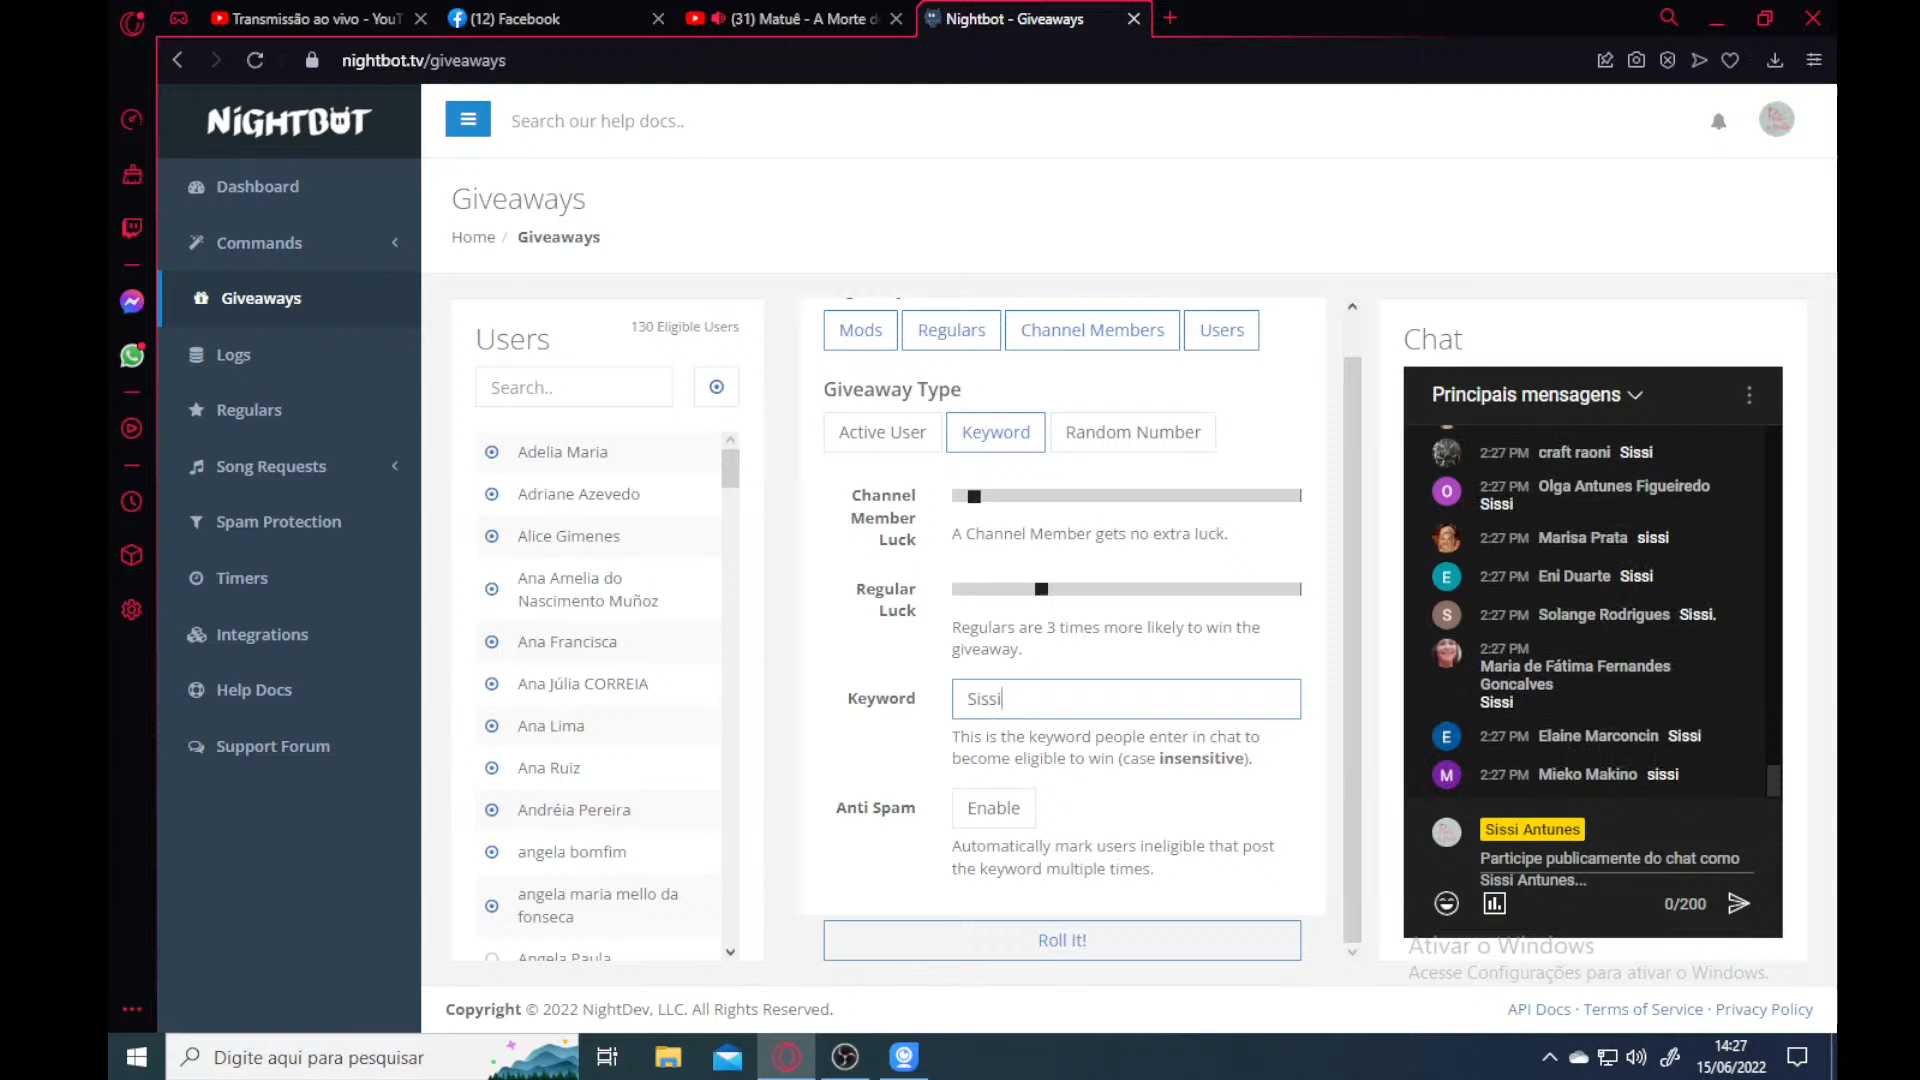 Transmissão ao vivo - YouT
(12) Facebook
(31) Matuê - A Morte d
Nightbot - Giveaways
nightbot.tv/giveaways
NiGHTBOT
Search our help docs..
Dashboard
Commands
Giveaways
Logs
Regulars
Song Requests
Spam Protection
Timers
Integrations
Help Docs
Support Forum
Giveaways
Home / Giveaways
Users
130 Eligible Users
Search..
Adelia Maria
Adriane Azevedo
Alice Gimenes
Ana Amelia do
Nascimento Muñoz
Ana Francisca
Ana Júlia CORREIA
Ana Lima
Ana Ruiz
Andréia Pereira
angela bomfim
angela maria mello da
fonseca
Angela Paula
Mods
Regulars
Channel Members
Users
Giveaway Type
Active User
Keyword
Random Number
Channel
Member
Luck
A Channel Member gets no extra luck.
Regular
Luck
Regulars are 3 times more likely to win the
giveaway.
Keyword
Sissi
This is the keyword people enter in chat to
become eligible to win (case insensitive).
Anti Spam
Enable
Automatically mark users ineligible that post
the keyword multiple times.
Roll It!
Chat
Principais mensagens
2:27 PM craft raoni Sissi
O
2:27 PM Olga Antunes Figueiredo
Sissi
2:27 PM Marisa Prata sissi
E
2:27 PM Eni Duarte Sissi
S
2:27 PM Solange Rodrigues Sissi.
2:27 PM
Maria de Fátima Fernandes
Goncalves
Sissi
E
2:27 PM Elaine Marconcin Sissi
M
2:27 PM Mieko Makino sissi
Sissi Antunes
Participe publicamente do chat como
Sissi Antunes...
0/200
Ativar o Windows
Acesse Configurações para ativar o Windows.
Copyright © 2022 NightDev, LLC. All Rights Reserved.
API Docs · Terms of Service · Privacy Policy
Digite aqui para pesquisar
14:27
15/06/2022